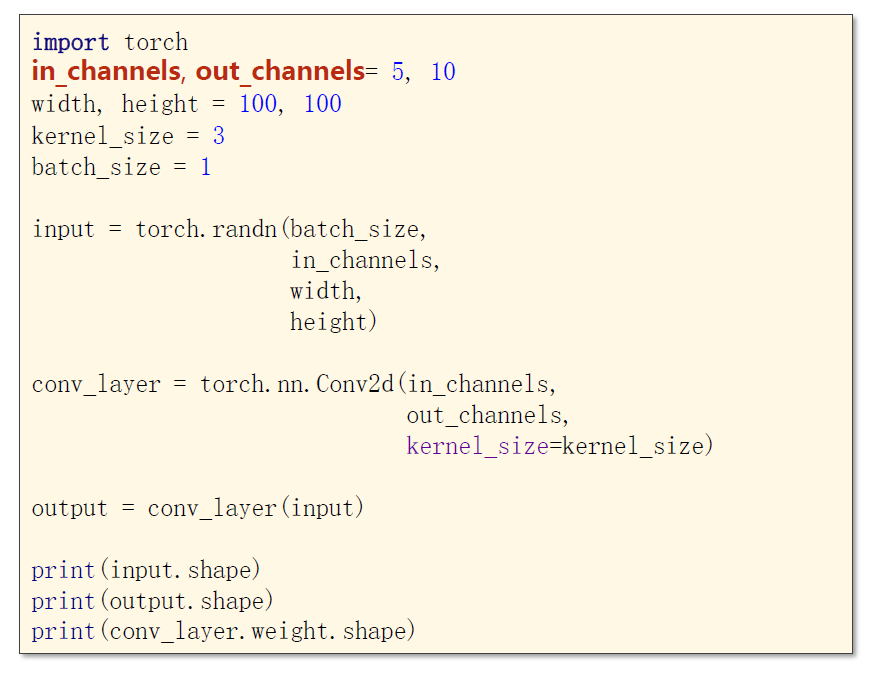 import torch
in_channels, out_channels= 5, 10
width, height = 100, 100
kernel_size = 3
batch_size = 1
input = torch.randn(batch_size,
in_channels,
width,
height)
conv_layer = torch.nn.Conv2d(in_channels,
out_channels,
kernel_size=kernel_size)
output = conv_layer(input)
print(input.shape)
print(output.shape)
print(conv_layer.weight.shape)